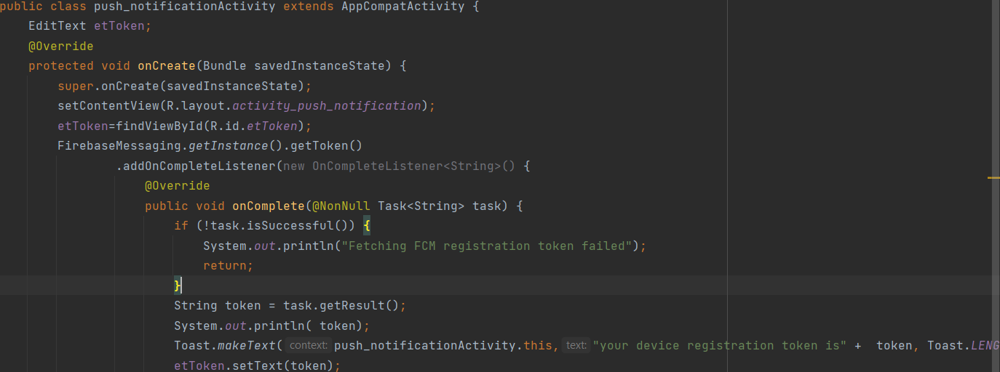 public class push_notificationActivity extends AppCompatActivity {
EditText etToken;
@Override
protected void onCreate(Bundle savedInstanceState) {
super.onCreate(savedInstanceState);
setContentView(R.layout.activity_push_notification);
etToken=findViewById(R.id.etToken);
FirebaseMessaging.getInstance().getToken()
.addOnCompleteListener(new OnCompleteListener<String>() {
@Override
public void onComplete(@NonNull Task<String> task) {
if (!task.isSuccessful()) {
System.out.println("Fetching FCM registration token failed");
return;
}
String token = task.getResult();
System.out.println( token);
Toast.makeText( context: push_notificationActivity.this, text: "your device registration token is" +  token, Toast.LENG
etToken.setText(token);